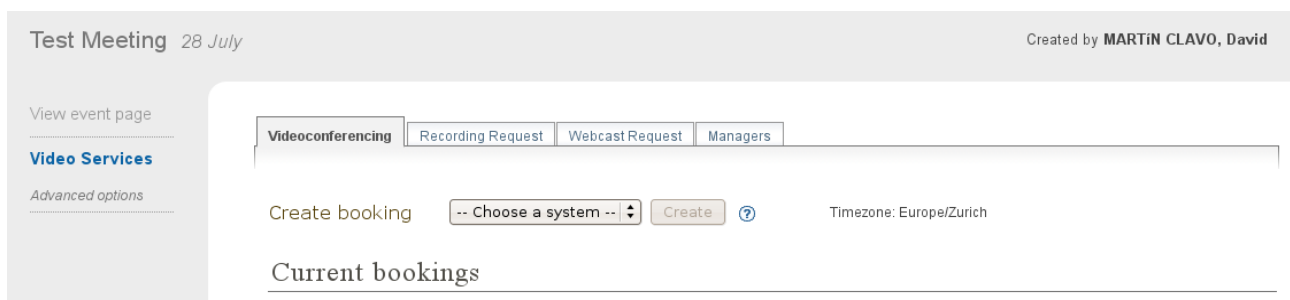 Test Meeting 28 July
Created by MARTíN CLAVO, David
View event page
Video Services
Advanced options
Videoconferencing
Recording Request
Webcast Request
Managers
Create booking
-- Choose a system --
Create
?
Timezone: Europe/Zurich
Current bookings